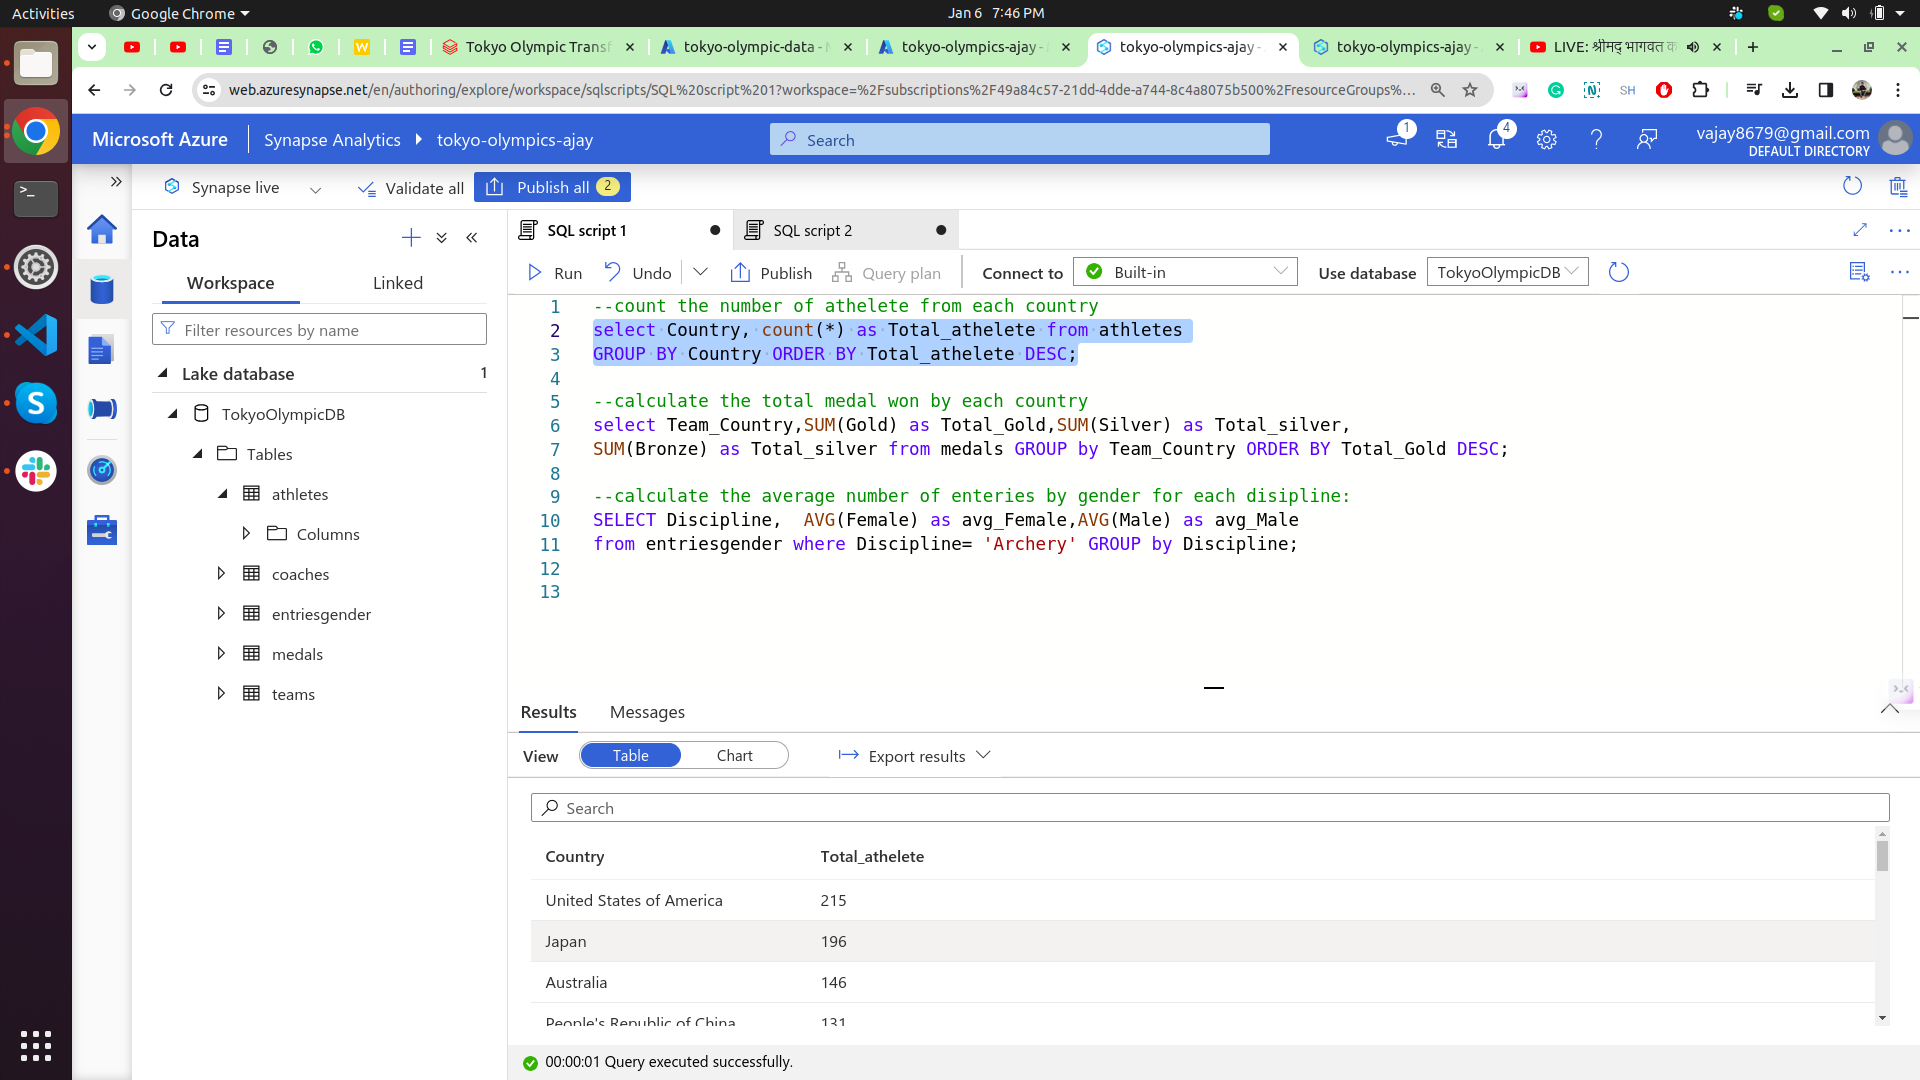 Activities
Google Chrome
Jan 6 7:46 PM
Tokyo Olympic Transf
tokyo-olympic-data - M
tokyo-olympics-ajay -
tokyo-olympics-ajay -
tokyo-olympics-ajay -
LIVE: श्रीमद् भागवत क
web.azuresynapse.net/en/authoring/explore/workspace/sqlscripts/SQL%20script%201?workspace=%2Fsubscriptions%2F49a84c57-21dd-4dde-a744-8c4a8075b500%2FresourceGroups%...
SH
Microsoft Azure
Synapse Analytics
tokyo-olympics-ajay
Search
1
4
vajay8679@gmail.com
DEFAULT DIRECTORY
Synapse live
Validate all
Publish all 2
Data
Workspace
Linked
Filter resources by name
Lake database 1
TokyoOlympicDB
Tables
athletes
Columns
coaches
entriesgender
medals
teams
SQL script 1
SQL script 2
Run
Undo
Publish
Query plan
Connect to
Built-in
Use database
TokyoOlympicDB
1 --count the number of athelete from each country
2 select Country, count(*) as Total_athelete from athletes
3 GROUP BY Country ORDER BY Total_athelete DESC;
4
5 --calculate the total medal won by each country
6 select Team_Country,SUM(Gold) as Total_Gold,SUM(Silver) as Total_silver,
7 SUM(Bronze) as Total_silver from medals GROUP by Team_Country ORDER BY Total_Gold DESC;
8
9 --calculate the average number of enteries by gender for each disipline:
10 SELECT Discipline,  AVG(Female) as avg_Female,AVG(Male) as avg_Male
11 from entriesgender where Discipline= 'Archery' GROUP by Discipline;
12
13
Results
Messages
View
Table
Chart
Export results
Search
Country Total_athelete
United States of America 215
Japan 196
Australia 146
People's Republic of China 131
00:00:01 Query executed successfully.